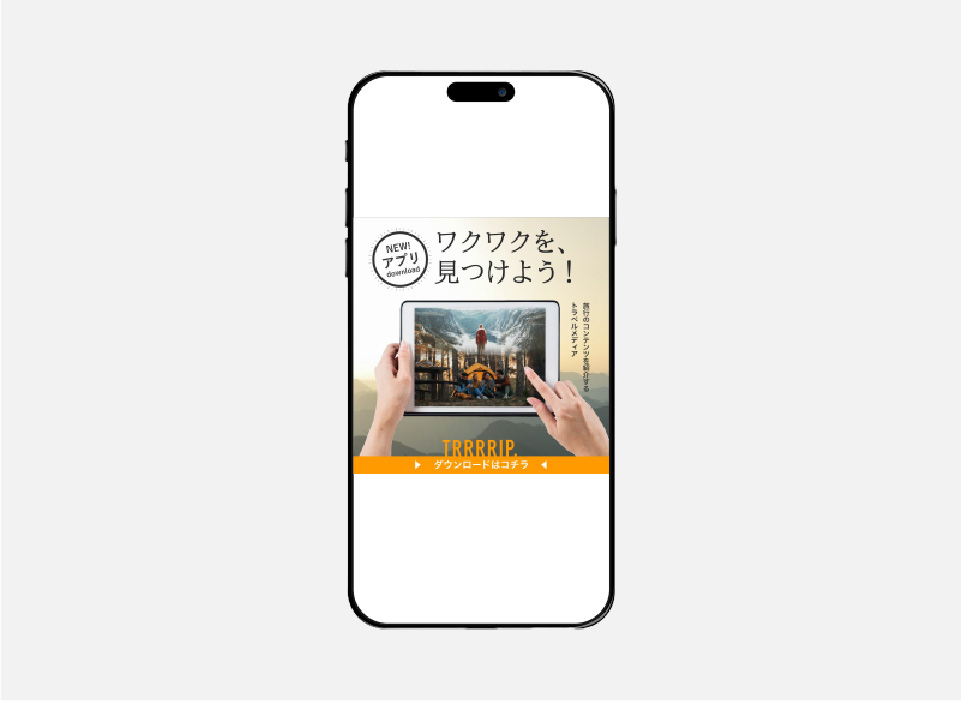 NEW!
アプリ
download
ワクワクを、
見つけよう！
旅行のコンテンツを紹介する
トラベルメディア
TRRRRIP.
ダウンロードはコチラ